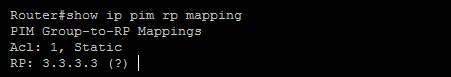 Router#show ip pim rp mapping
PIM Group-to-RP Mappings
Acl: 1, Static
RP: 3.3.3.3 (?)